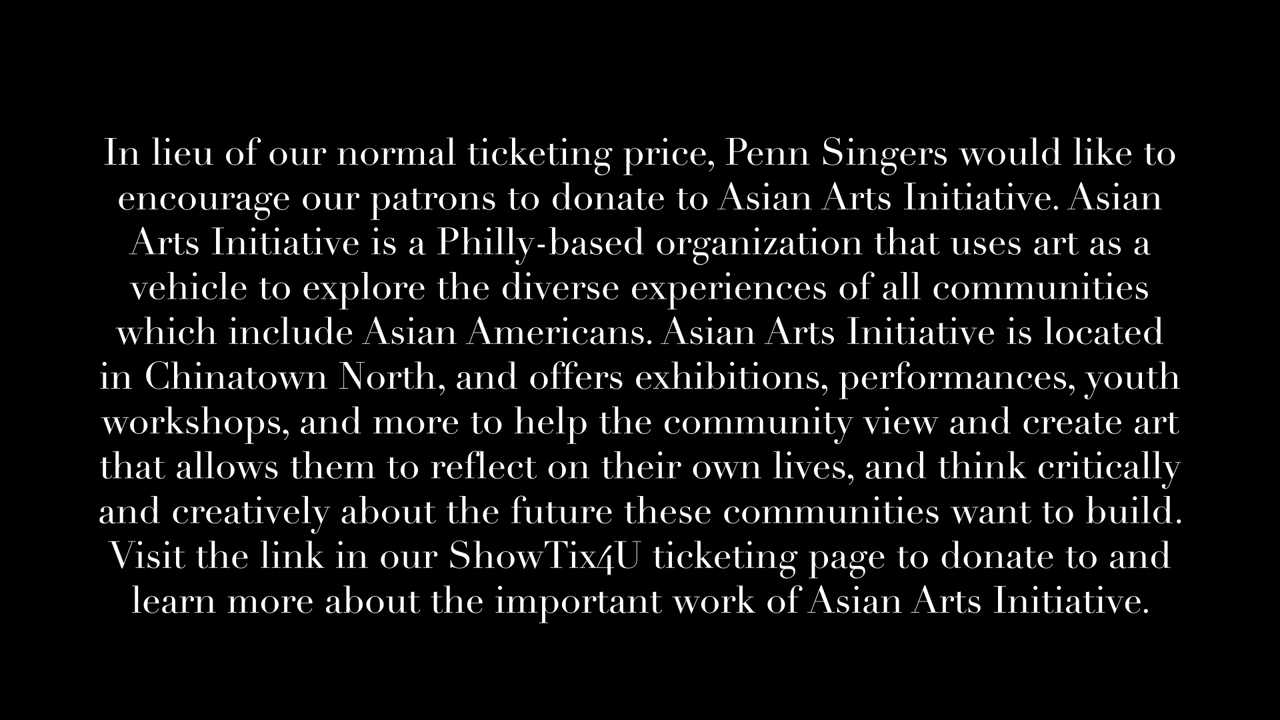 In lieu of our normal ticketing price, Penn Singers would like to
encourage our patrons to donate to Asian Arts Initiative. Asian
Arts Initiative is a Philly-based organization that uses art as a
vehicle to explore the diverse experiences of all communities
which include Asian Americans. Asian Arts Initiative is located
in Chinatown North, and offers exhibitions, performances, youth
workshops, and more to help the community view and create art
that allows them to reflect on their own lives, and think critically
and creatively about the future these communities want to build.
Visit the link in our ShowTix4U ticketing page to donate to and
learn more about the important work of Asian Arts Initiative.